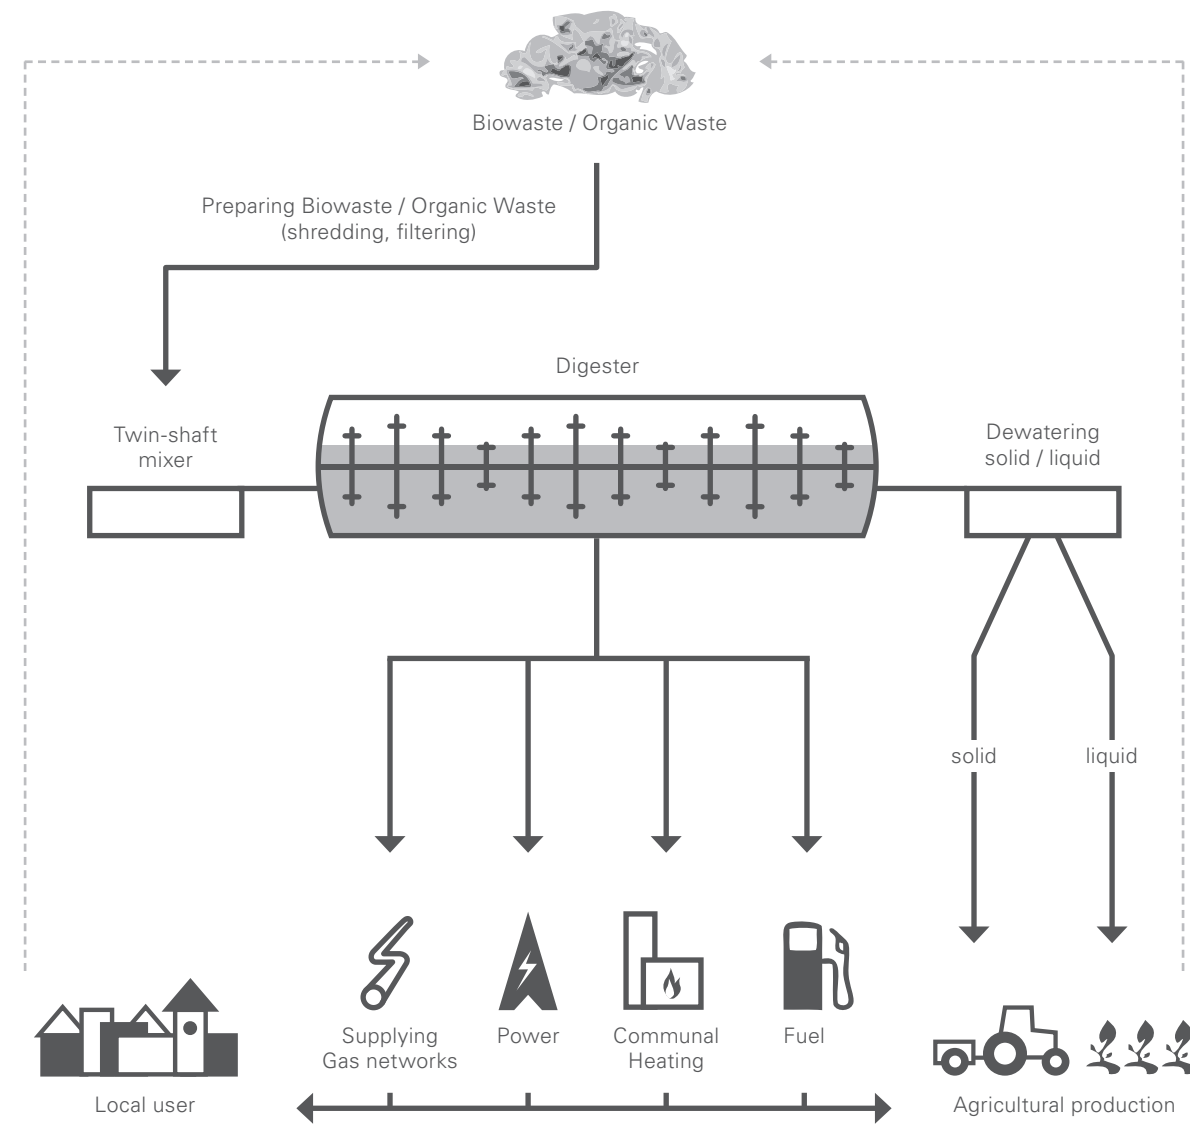 Biowaste / Organic Waste
Preparing Biowaste / Organic Waste
(shredding, filtering)
Digester
Twin-shaft
mixer
Dewatering
solid / liquid
solid
liquid
Supplying
Gas networks
Power
Communal
Heating
Fuel
Local user
Agricultural production